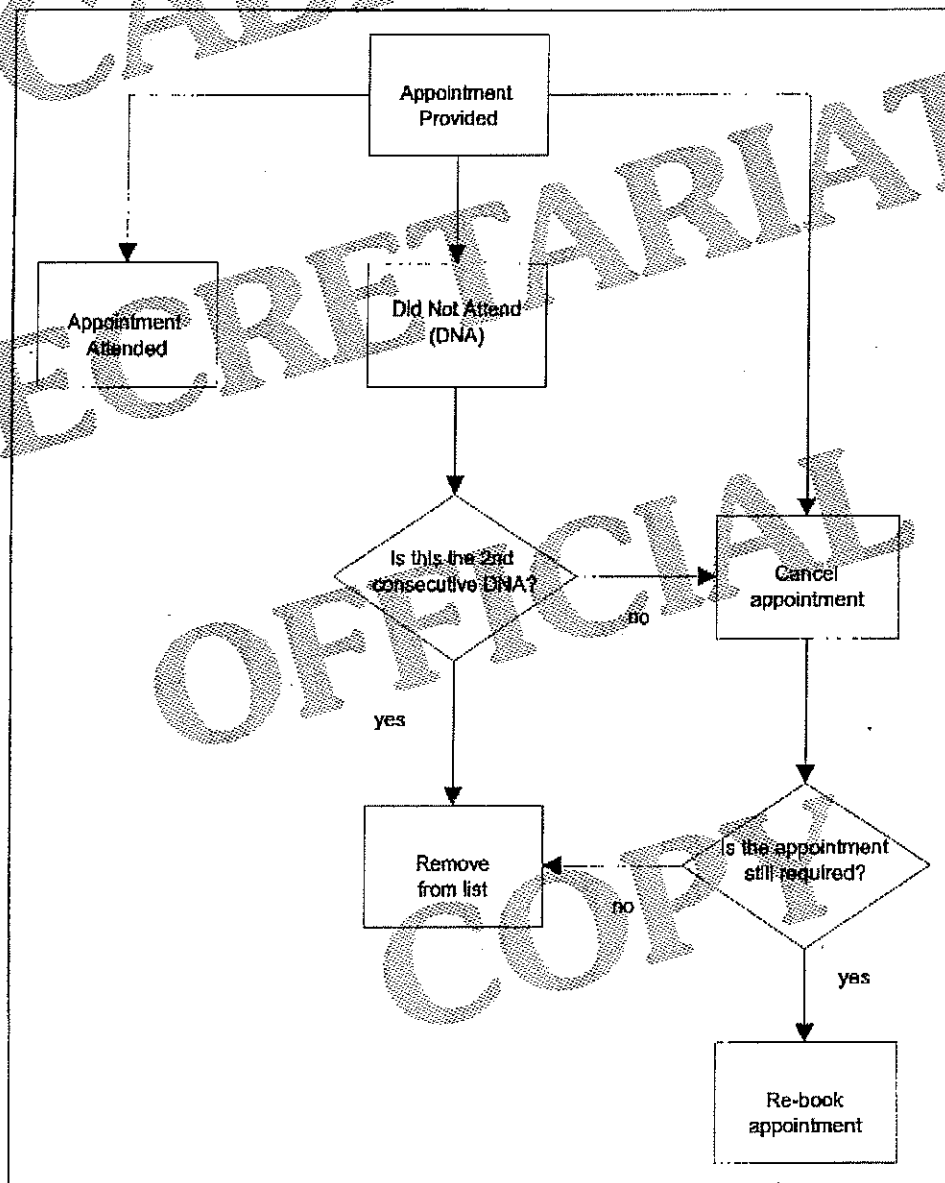 Appointment
Provided
Appointment
Attended
Did Not Attend
(DNA)
Is this the 2nd
consecutive DNA?
no
Cancel
appointment
yes
Remove
from list
Is the appointment
still required?
no
yes
Re-book
appointment
SECRETARIAT
OFFICIAL
COPY